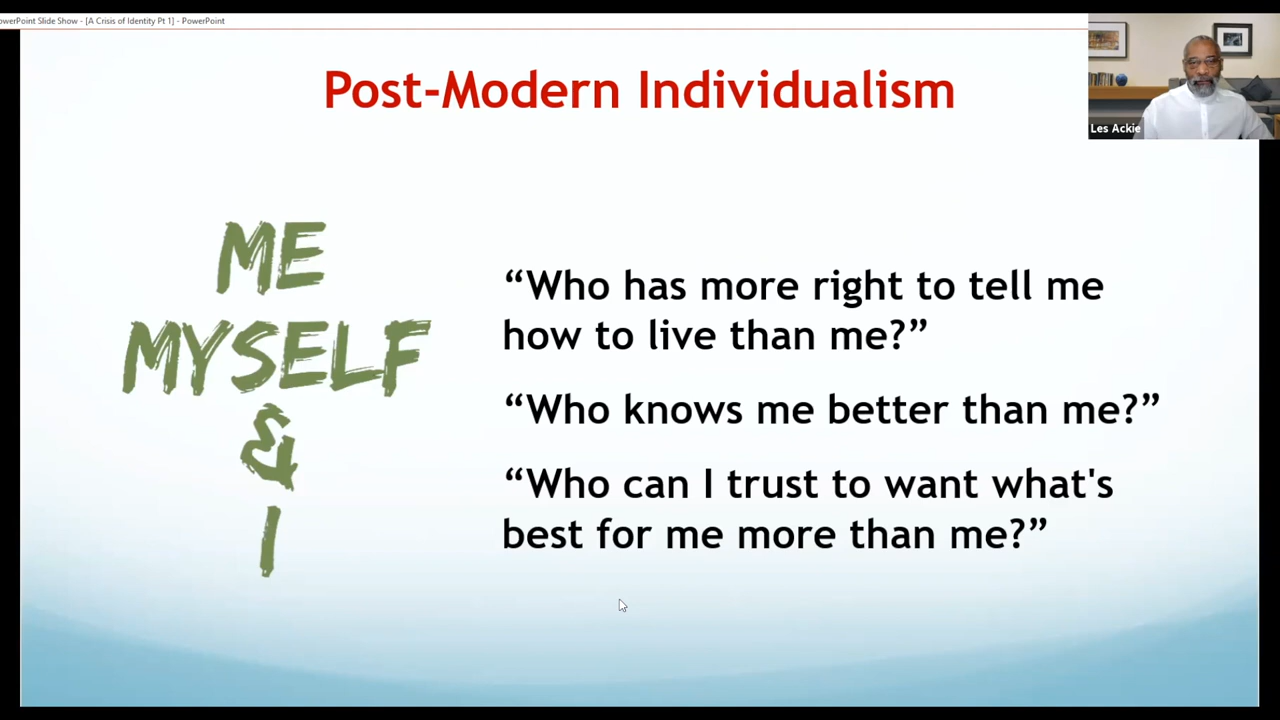 owerPoint Slide Show - [A Crisis of Identity Pt 1] - PowerPoint
Post-Modern Individualism
Les Ackie
ME
MYSELF
&
I
“Who has more right to tell me
how to live than me?”
“Who knows me better than me?”
“Who can I trust to want what's
best for me more than me?”